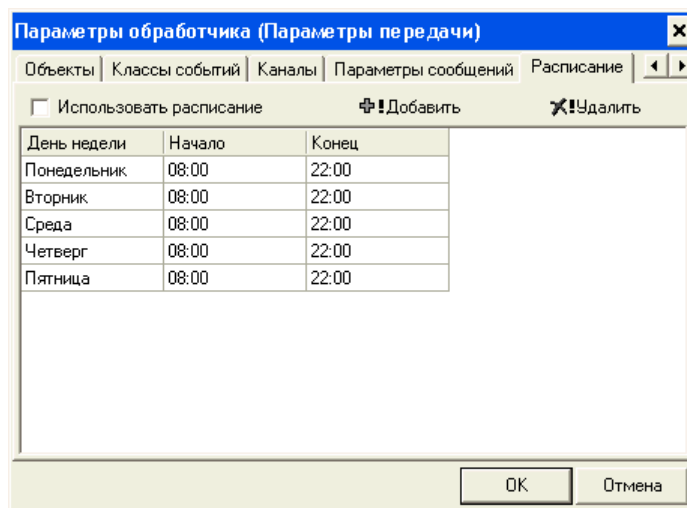 Параметры обработчика (Параметры передачи)
Объекты Классы событий Каналы Параметры сообщений Расписание
Использовать расписание !Добавить !Удалить
День недели Начало Конец
Понедельник 08:00 22:00
Вторник 08:00 22:00
Среда 08:00 22:00
Четверг 08:00 22:00
Пятница 08:00 22:00
OK Отмена